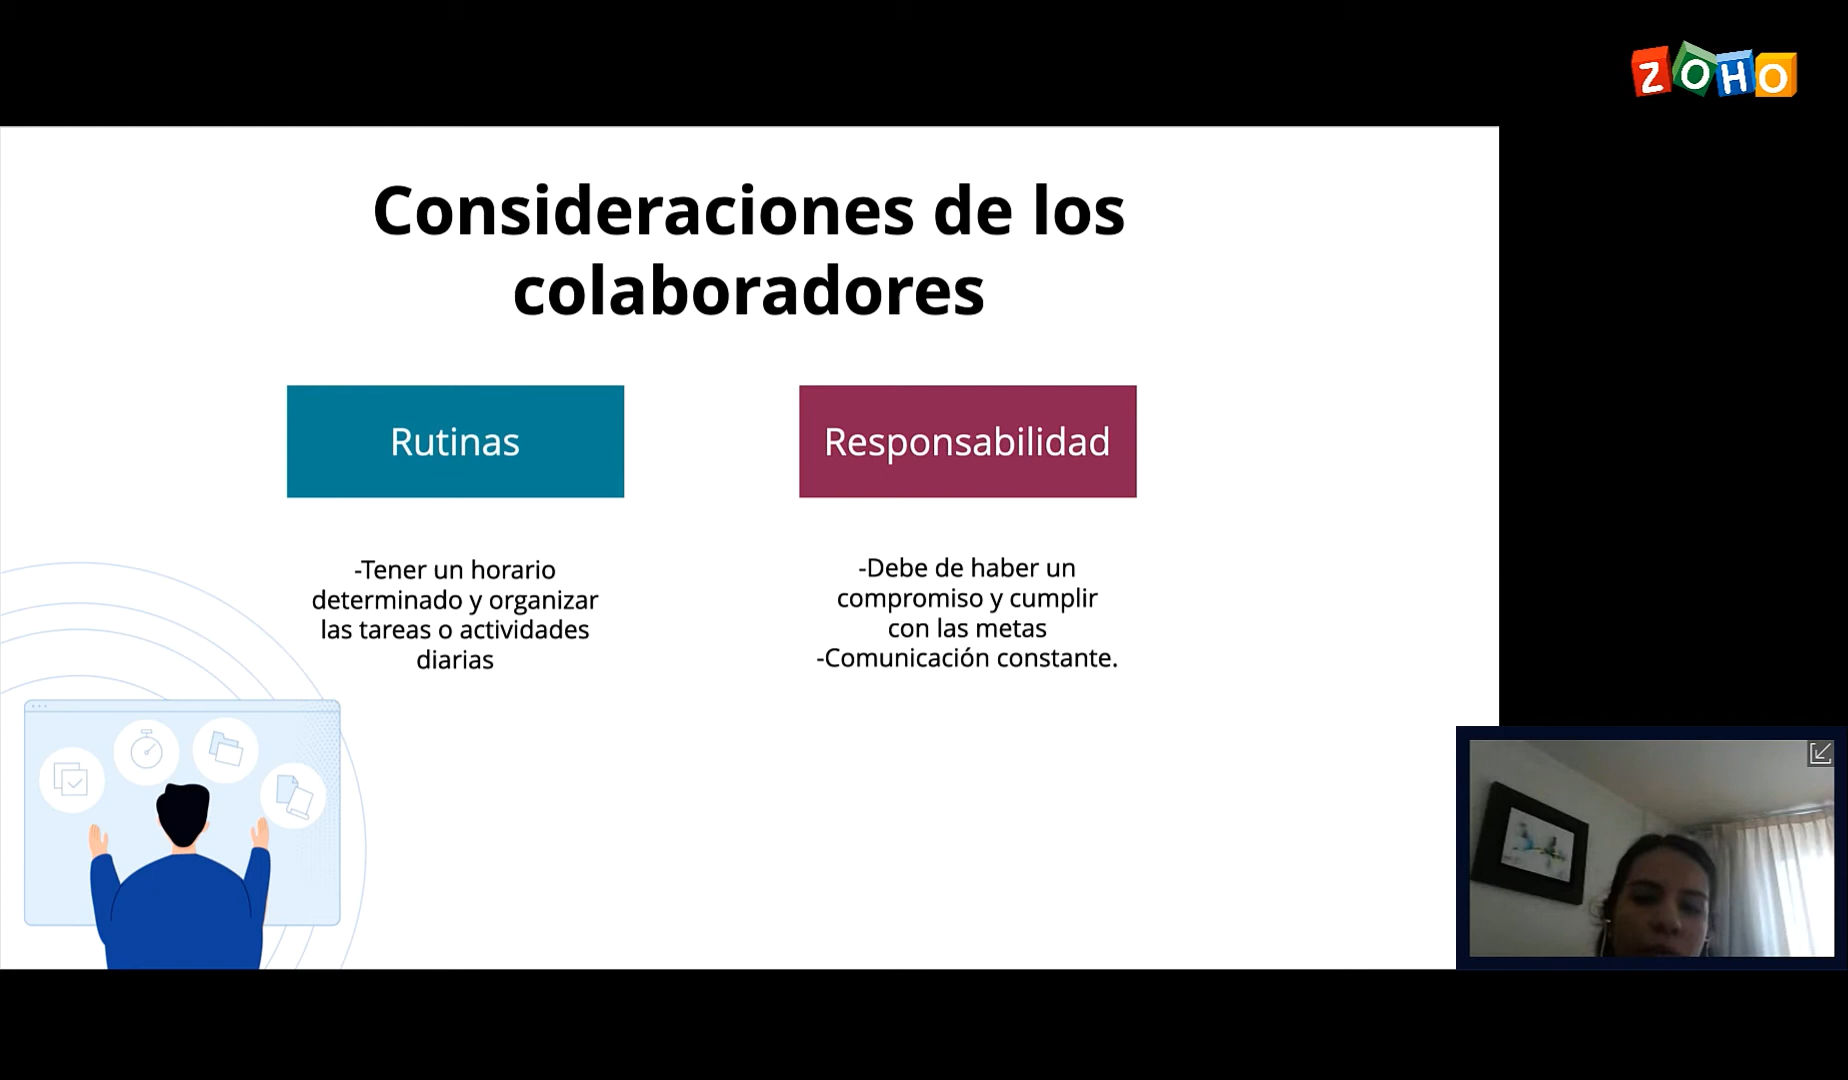 ZOHO
Consideraciones de los
colaboradores
Rutinas
-Tener un horario
determinado y organizar
las tareas o actividades
diarias
Responsabilidad
-Debe de haber un
compromiso y cumplir
con las metas
-Comunicación constante.